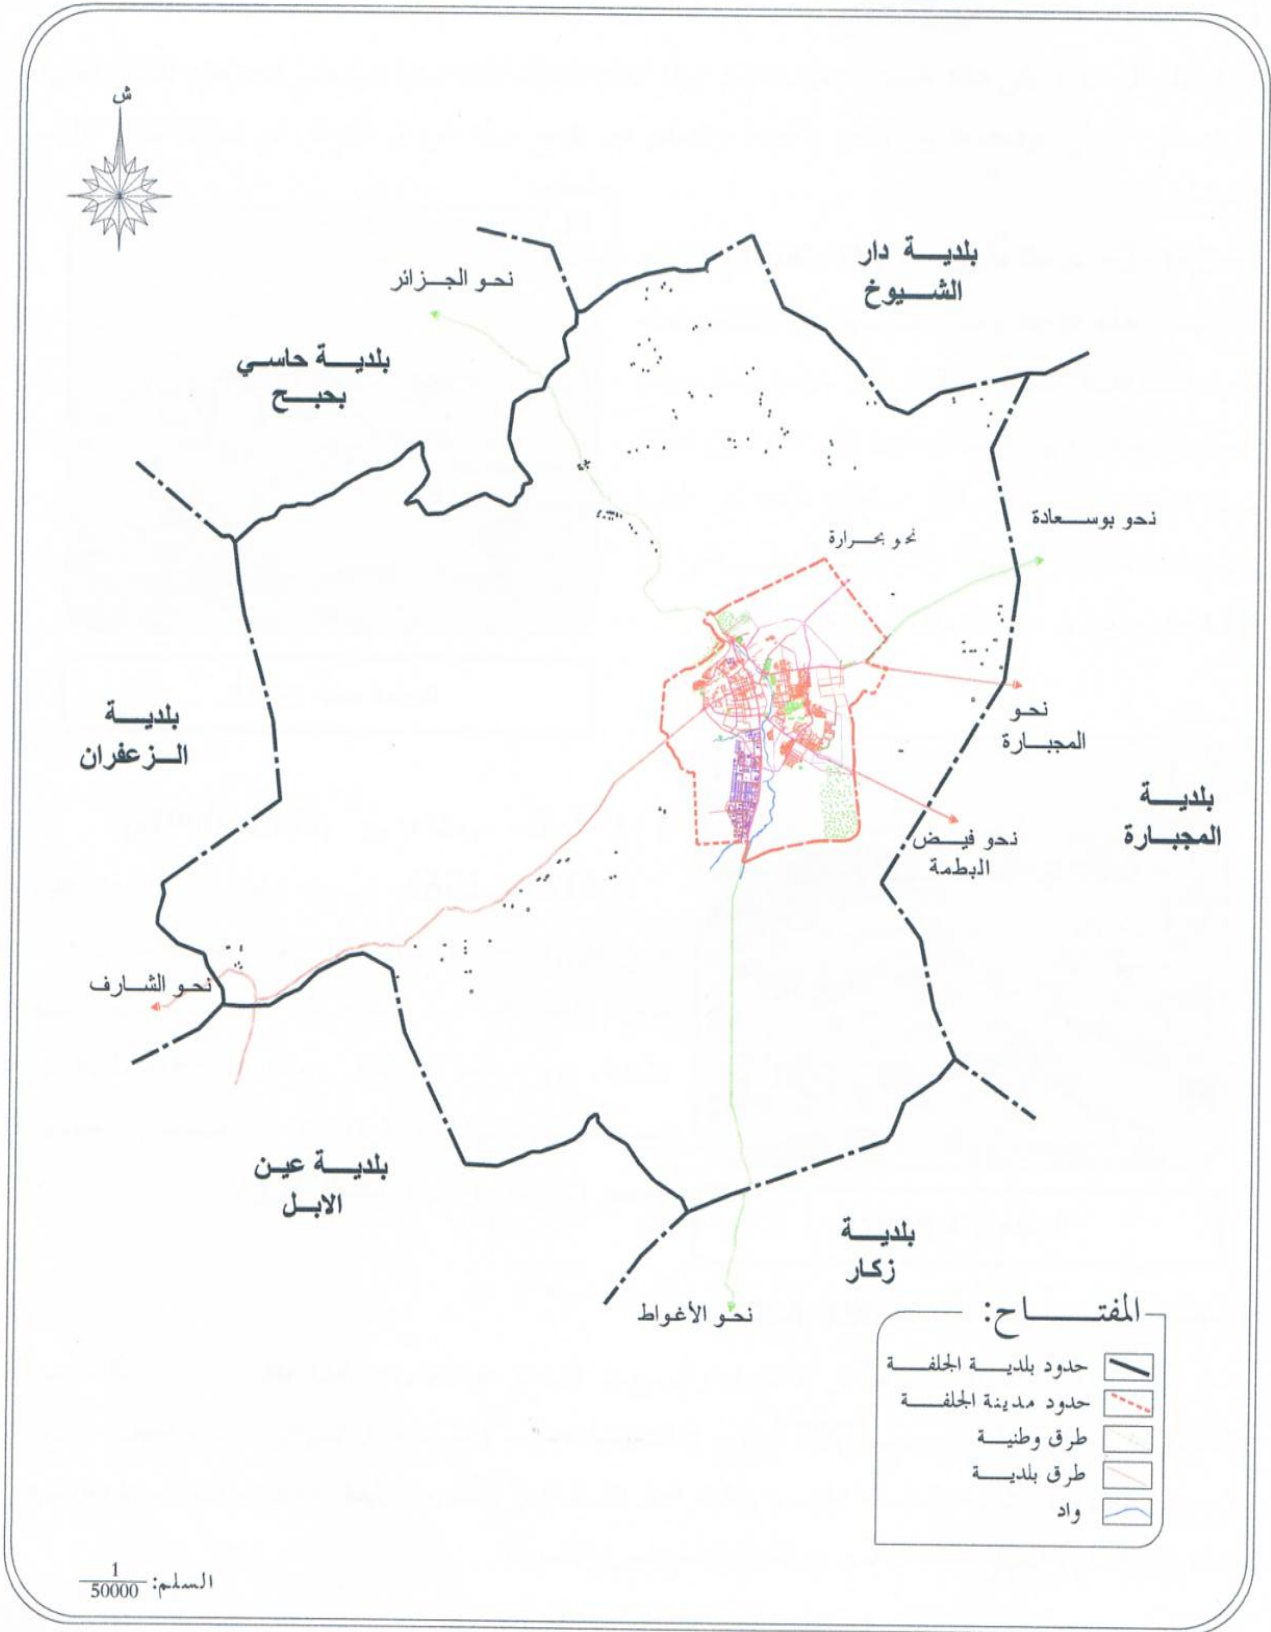 ش
بلدية دار
الشيوخ
نحو الجزائر
بلدية حاسي
بحبح
نحو بوسعادة
نحو بحرارة
بلدية
الزعفران
نحو
المجبارة
بلدية
المجبارة
نحو فيض
البطمة
نحو الشارف
بلدية عين
الابل
بلدية
زكار
نحو الأغواط
المفتاح:
حدود بلدية الجلفة
حدود مدينة الجلفة
طرق وطنية
طرق بلدية
واد
السلم: 1/50000